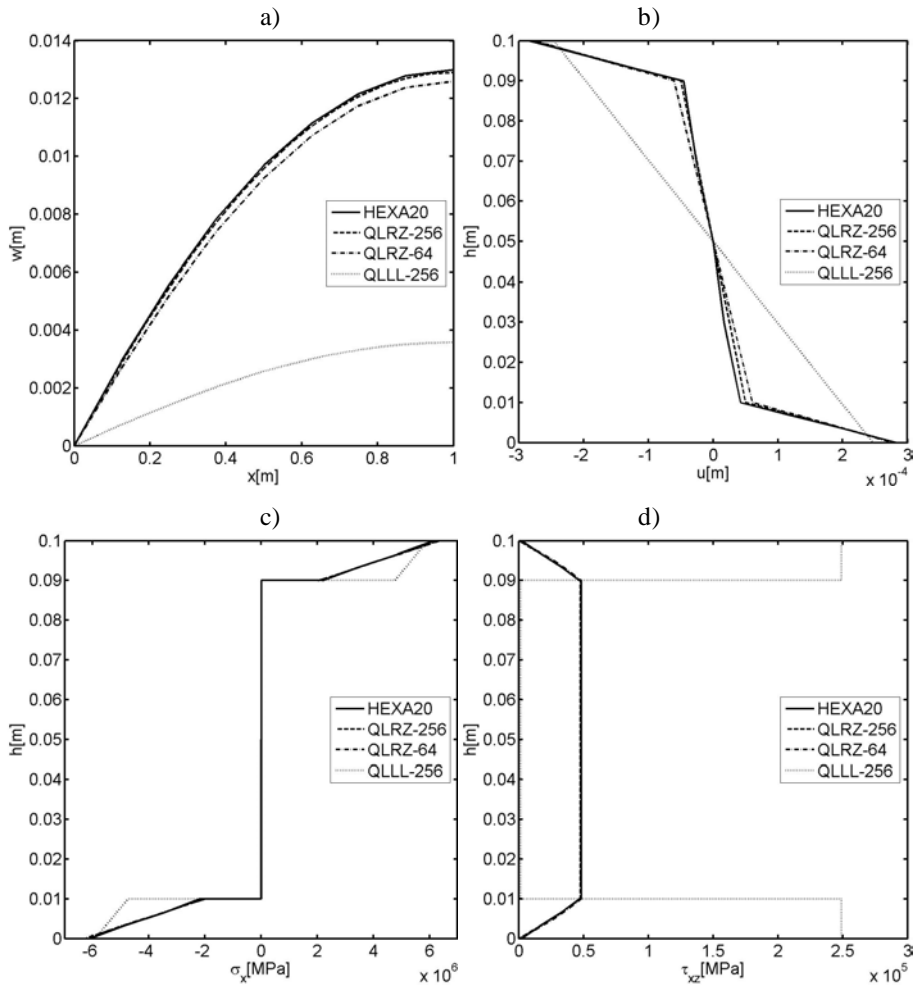 a)
0.014
0.012
0.01
0.008
0.006
0.004
0.002
0
w[m]
HEXA20
QLRZ-256
QLRZ-64
QLLL-256
0 0.2 0.4 0.6 0.8 1
x[m]
b)
0.1
0.09
0.08
0.07
0.06
0.05
0.04
0.03
0.02
0.01
0
h[m]
HEXA20
QLRZ-256
QLRZ-64
QLLL-256
-3 -2 -1 0 1 2 3
u[m]
x 10-4
c)
0.1
0.09
0.08
0.07
0.06
0.05
0.04
0.03
0.02
0.01
0
h[m]
HEXA20
QLRZ-256
QLRZ-64
QLLL-256
-6 -4 -2 0 2 4 6
σx[MPa]
x 10^6
d)
0.1
0.09
0.08
0.07
0.06
0.05
0.04
0.03
0.02
0.01
0
h[m]
HEXA20
QLRZ-256
QLRZ-64
QLLL-256
0 0.5 1 1.5 2 2.5 3
τxz[MPa]
x 10^5